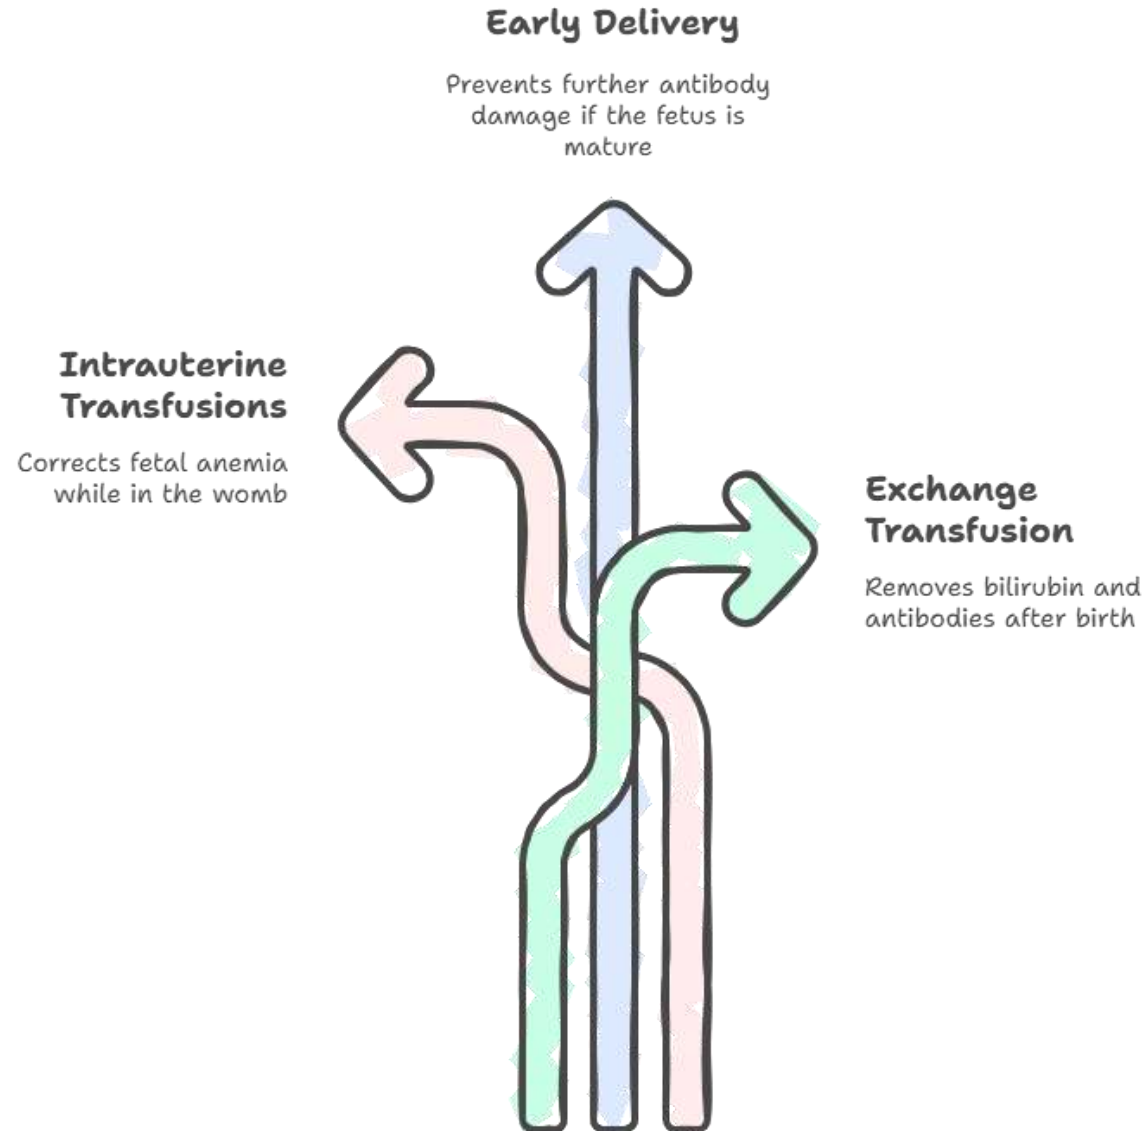 Early Delivery
Prevents further antibody
damage if the fetus is
mature
Intrauterine
Transfusions
Corrects fetal anemia
while in the womb
Exchange
Transfusion
Removes bilirubin and
antibodies after birth